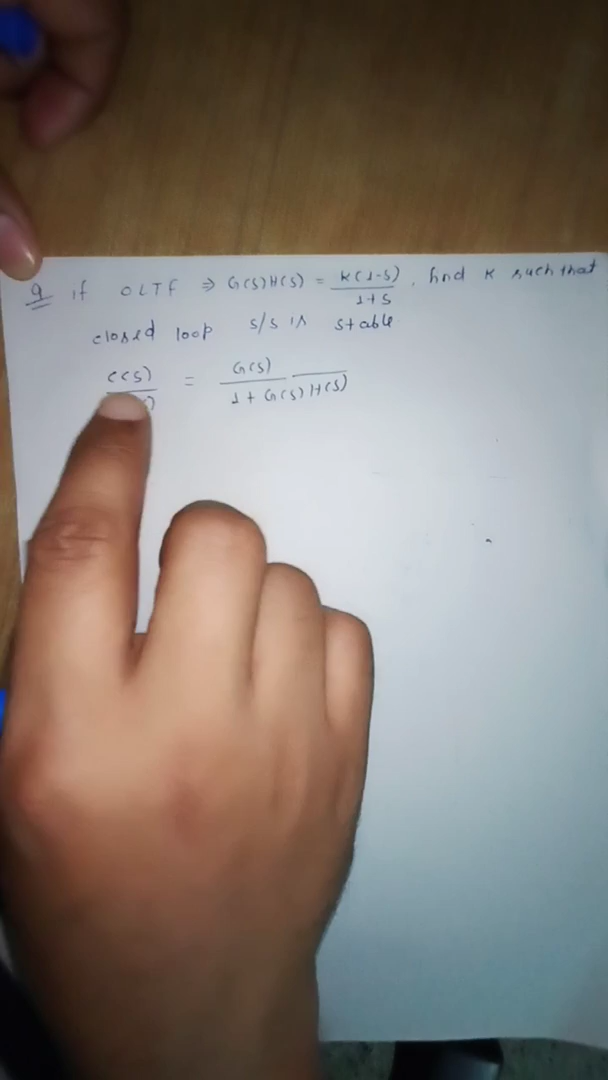 Q If OLTF ⇒ G(s)H(s) = K(1-s) / 1+s , find K such that
closed loop s/s is stable
C(s) / = G(s) / 1 + G(s) H(s)